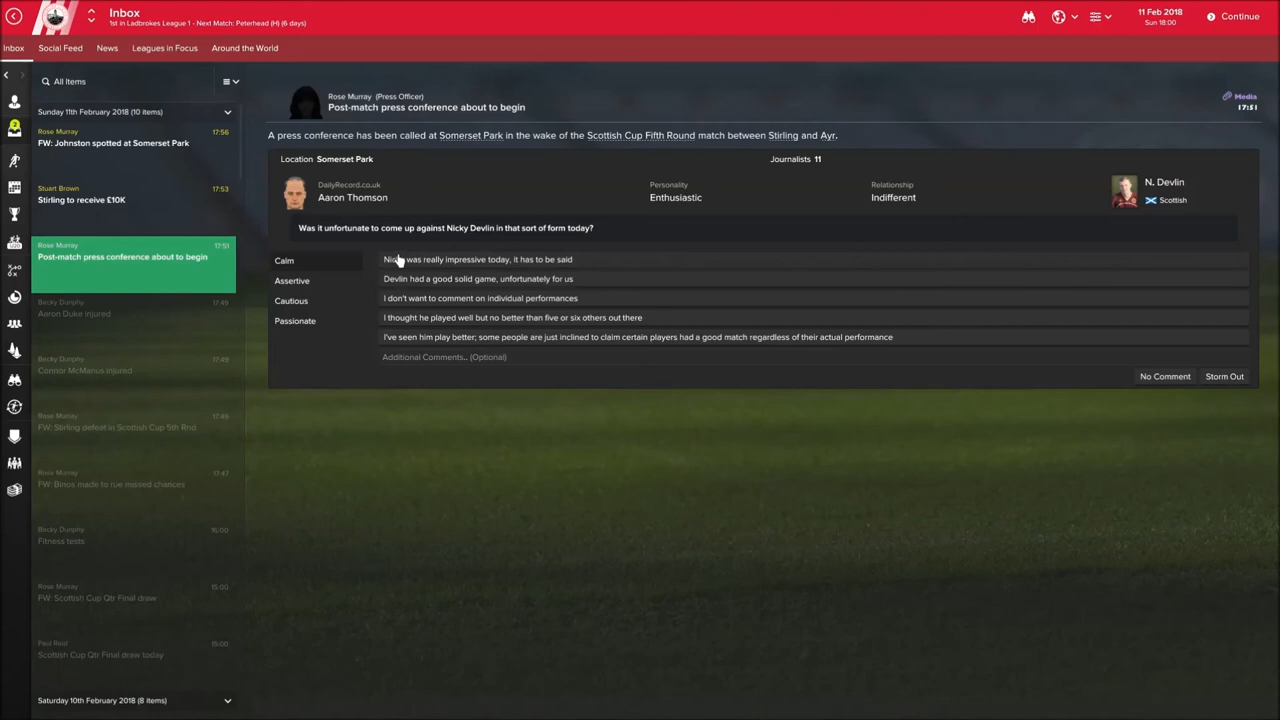 Inbox
1st in Ladbrokes League 1 - Next Match: Peterhead (H) (6 days)
11 Feb 2018
Sun 18:00
Continue
Inbox
Social Feed
News
Leagues in Focus
Around the World
All Items
Sunday 11th February 2018 (10 items)
Rose Murray 17:56
FW: Johnston spotted at Somerset Park
Stuart Brown 17:53
Stirling to receive £10K
Rose Murray 17:51
Post-match press conference about to begin
Becky Dunphy 17:49
Aaron Duke injured
Becky Dunphy 17:49
Connor McManus injured
Rose Murray 17:49
FW: Stirling defeat in Scottish Cup 5th Rnd
Rose Murray 17:47
FW: Binos made to rue missed chances
Becky Dunphy 16:00
Fitness tests
Rose Murray 15:00
FW: Scottish Cup Qtr Final draw
Paul Reid 15:00
Scottish Cup Qtr Final draw today
Saturday 10th February 2018 (8 items)
2
U20
Rose Murray (Press Officer)
Post-match press conference about to begin
Media
17:51
A press conference has been called at Somerset Park in the wake of the Scottish Cup Fifth Round match between Stirling and Ayr.
Location Somerset Park
Journalists 11
DailyRecord.co.uk
Aaron Thomson
Personality
Enthusiastic
Relationship
Indifferent
N. Devlin
Scottish
Was it unfortunate to come up against Nicky Devlin in that sort of form today?
Calm
Assertive
Cautious
Passionate
was really impressive today, it has to be said
Devlin had a good solid game, unfortunately for us
I don't want to comment on individual performances
I thought he played well but no better than five or six others out there
I've seen him play better; some people are just inclined to claim certain players had a good match regardless of their actual performance
Additional Comments.. (Optional)
No Comment
Storm Out